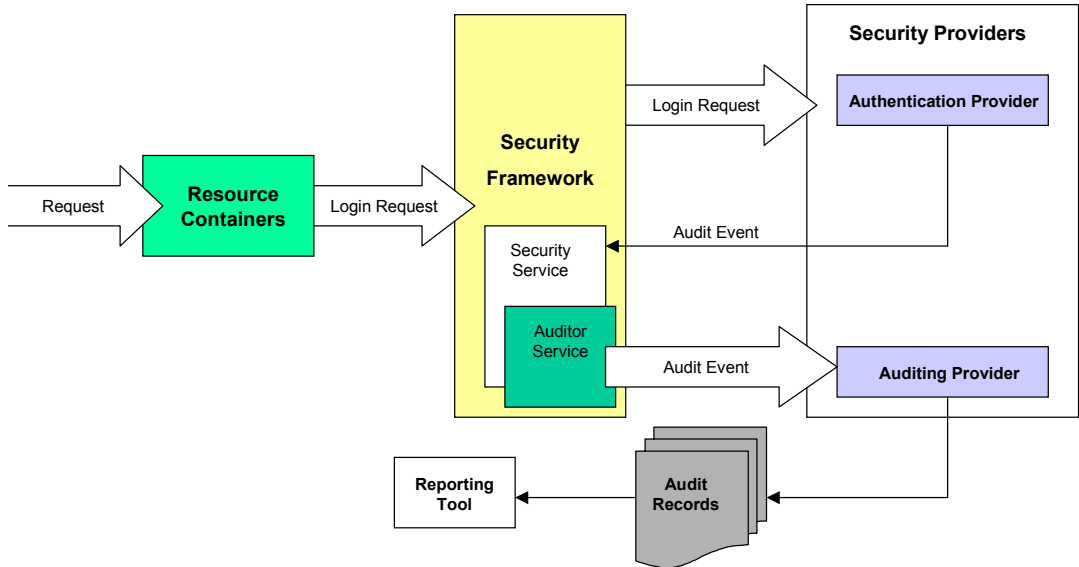 Security Providers
Authentication Provider
Login Request
Security
Framework
Resource
Containers
Request
Login Request
Audit Event
Security
Service
Auditor
Service
Audit Event
Auditing Provider
Reporting
Tool
Audit
Records